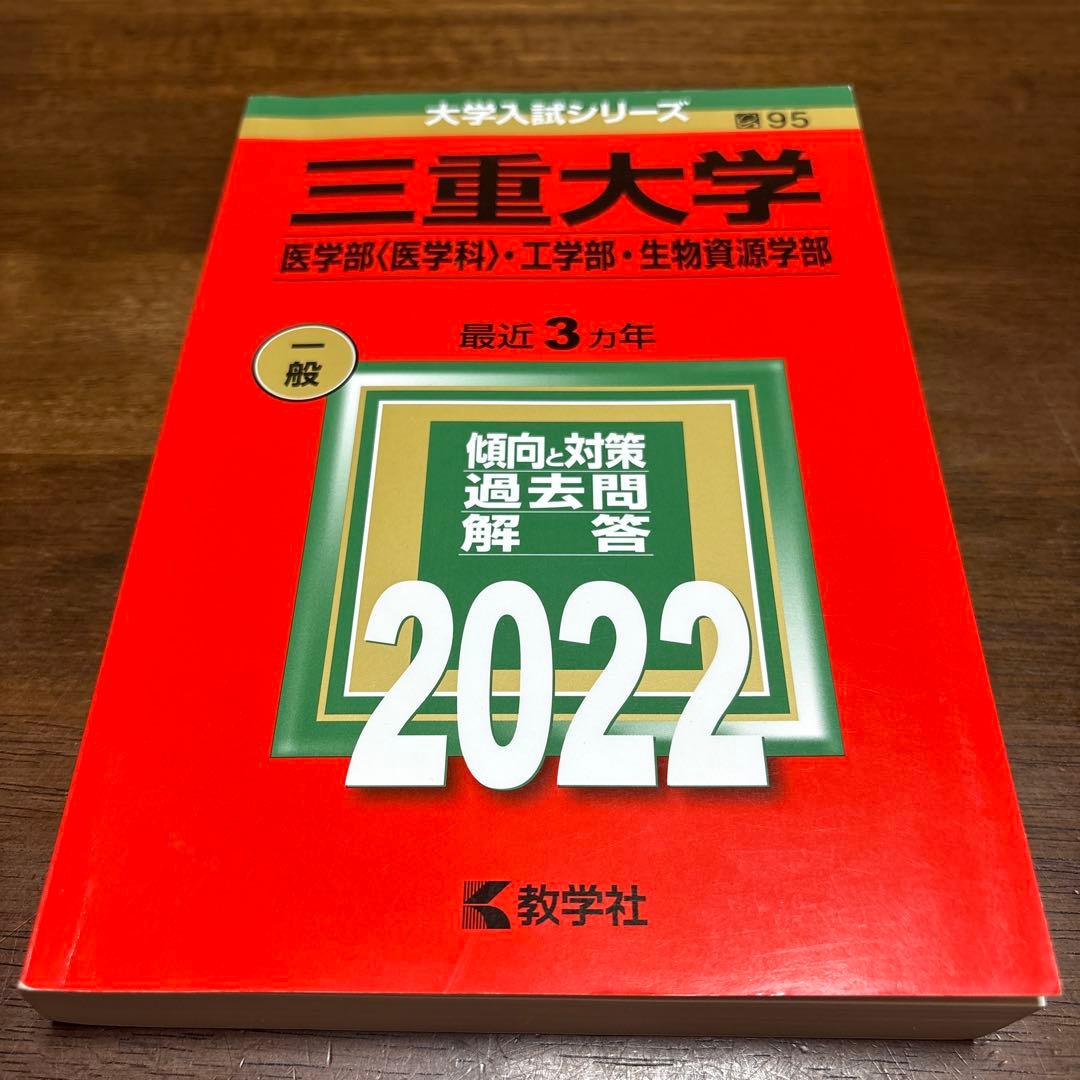 大学入試シリーズ
95
三重大学
医学部〈医学科〉・工学部・生物資源学部
最近3ヵ年
一般
傾向と対策
過去問
解答
2022
教学社